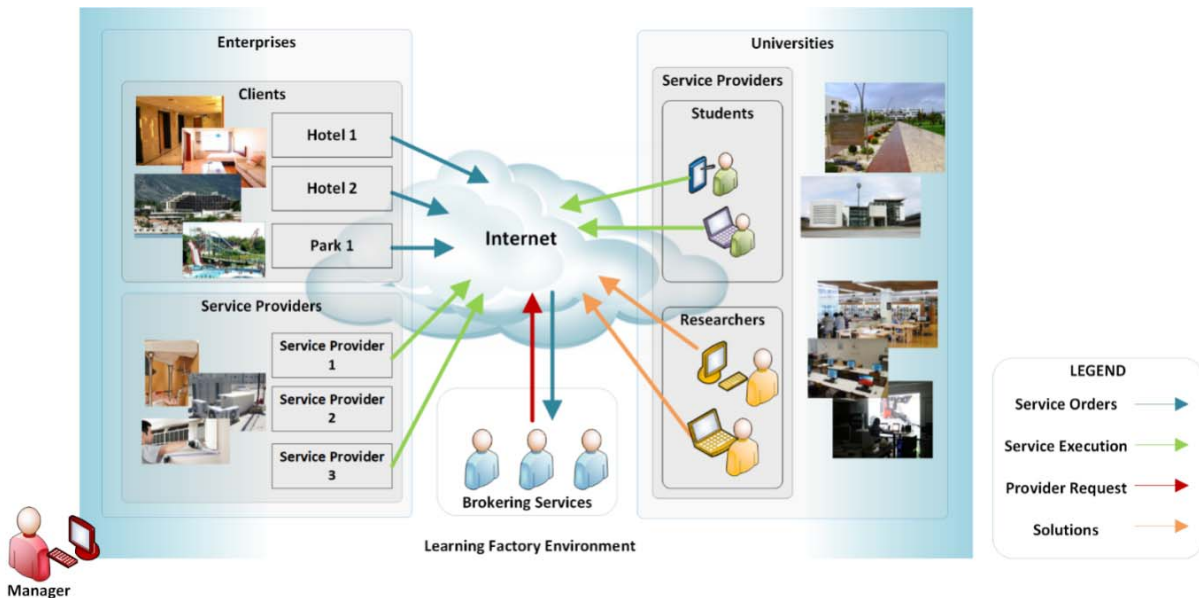 Enterprises
Clients
Hotel 1
Hotel 2
Park 1
Service Providers
Service Provider
1
Service Provider
2
Service Provider
3
Internet
Brokering Services
Learning Factory Environment
Universities
Service Providers
Students
Researchers
LEGEND
Service Orders
Service Execution
Provider Request
Solutions
Manager